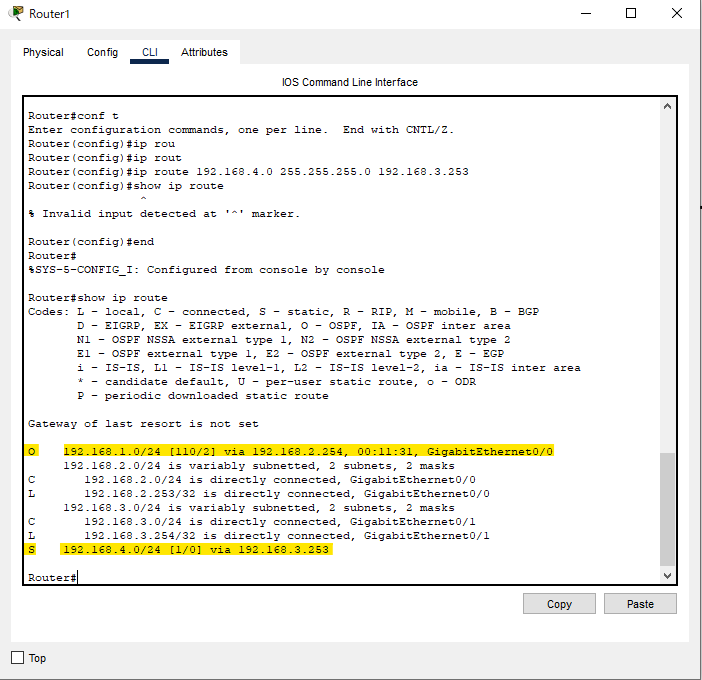 Router1
Physical Config CLI Attributes
IOS Command Line Interface
Router#conf t
Enter configuration commands, one per line.  End with CNTL/Z.
Router(config)#ip rou
Router(config)#ip rout
Router(config)#ip route 192.168.4.0 255.255.255.0 192.168.3.253
Router(config)#show ip route
^
% Invalid input detected at '^' marker.
Router(config)#end
Router#
%SYS-5-CONFIG_I: Configured from console by console
Router#show ip route
Codes: L - local, C - connected, S - static, R - RIP, M - mobile, B - BGP
D - EIGRP, EX - EIGRP external, O - OSPF, IA - OSPF inter area
N1 - OSPF NSSA external type 1, N2 - OSPF NSSA external type 2
E1 - OSPF external type 1, E2 - OSPF external type 2, E - EGP
i - IS-IS, L1 - IS-IS level-1, L2 - IS-IS level-2, ia - IS-IS inter area
* - candidate default, U - per-user static route, o - ODR
P - periodic downloaded static route
Gateway of last resort is not set
O 192.168.1.0/24 [110/2] via 192.168.2.254, 00:11:31, GigabitEthernet0/0
192.168.2.0/24 is variably subnetted, 2 subnets, 2 masks
C 192.168.2.0/24 is directly connected, GigabitEthernet0/0
L 192.168.2.253/32 is directly connected, GigabitEthernet0/0
192.168.3.0/24 is variably subnetted, 2 subnets, 2 masks
C 192.168.3.0/24 is directly connected, GigabitEthernet0/1
L 192.168.3.254/32 is directly connected, GigabitEthernet0/1
S 192.168.4.0/24 [1/0] via 192.168.3.253
Router#
Copy Paste
Top